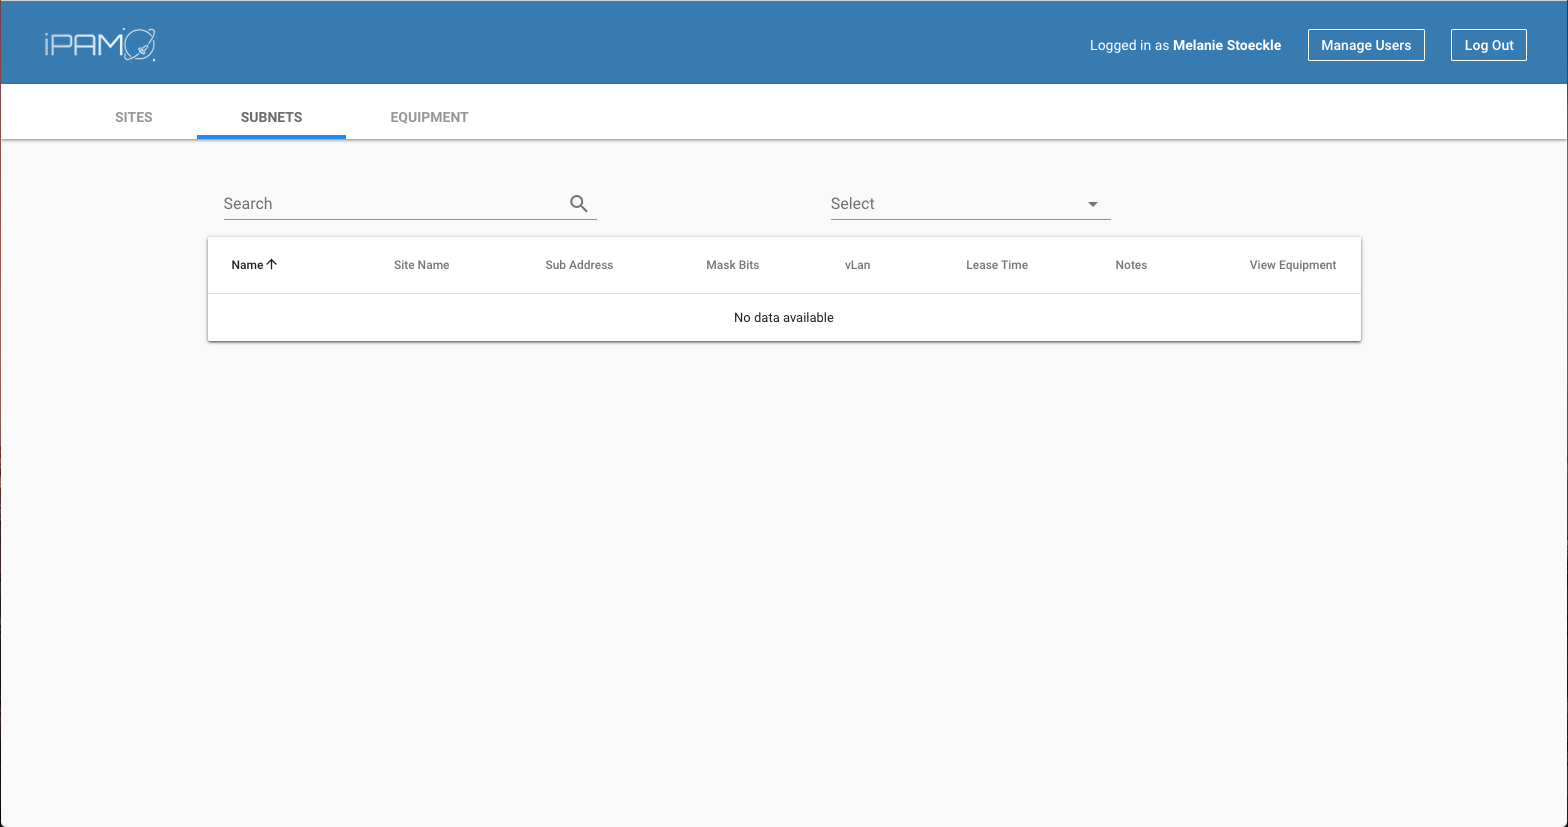 iPAM
Logged in as Melanie Stoeckle
Manage Users
Log Out
SITES
SUBNETS
EQUIPMENT
Search
Select
Name
Site Name
Sub Address
Mask Bits
vLan
Lease Time
Notes
View Equipment
No data available